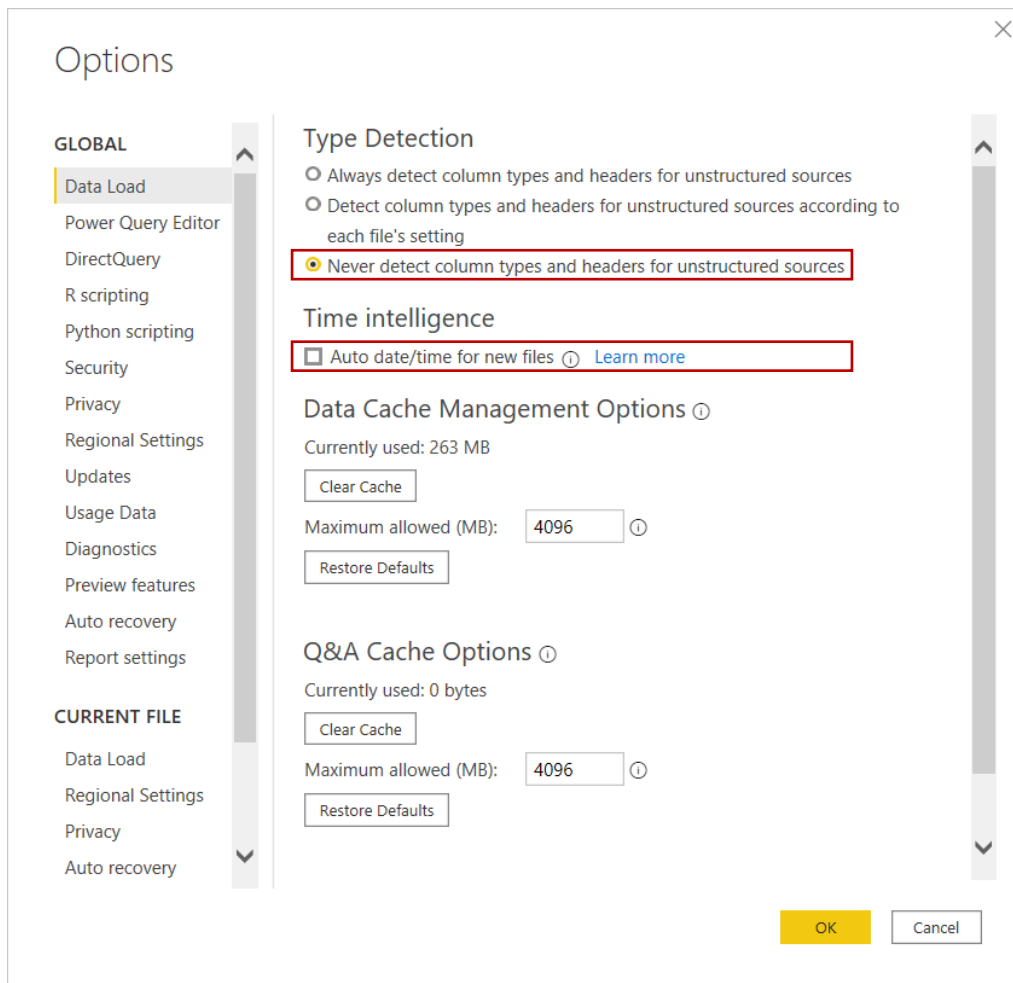 Options
GLOBAL
Data Load
Power Query Editor
DirectQuery
R scripting
Python scripting
Security
Privacy
Regional Settings
Updates
Usage Data
Diagnostics
Preview features
Auto recovery
Report settings
CURRENT FILE
Data Load
Regional Settings
Privacy
Auto recovery
Type Detection
Always detect column types and headers for unstructured sources
Detect column types and headers for unstructured sources according to
each file's setting
Never detect column types and headers for unstructured sources
Time intelligence
Auto date/time for new files Learn more
Data Cache Management Options
Currently used: 263 MB
Clear Cache
Maximum allowed (MB): 4096
Restore Defaults
Q&A Cache Options
Currently used: 0 bytes
Clear Cache
Maximum allowed (MB): 4096
Restore Defaults
OK Cancel